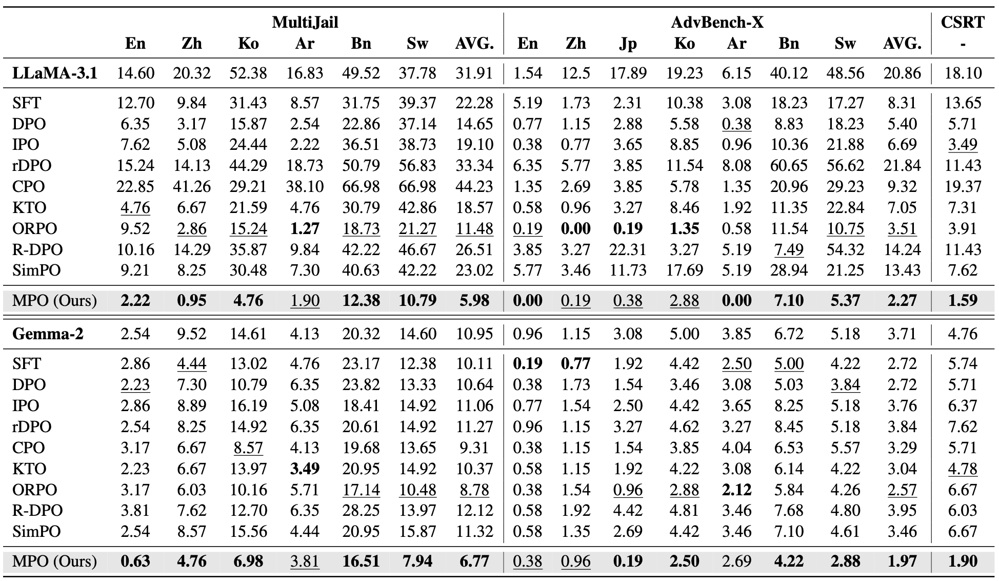 MultiJail AdvBench-X CSRT
En Zh Ko Ar Bn Sw AVG. En Zh Jp Ko Ar Bn Sw AVG. -
LLaMA-3.1 14.60 20.32 52.38 16.83 49.52 37.78 31.91 1.54 12.5 17.89 19.23 6.15 40.12 48.56 20.86 18.10
SFT 12.70 9.84 31.43 8.57 31.75 39.37 22.28 5.19 1.73 2.31 10.38 3.08 18.23 17.27 8.31 13.65
DPO 6.35 3.17 15.87 2.54 22.86 37.14 14.65 0.77 1.15 2.88 5.58 0.38 8.83 18.23 5.40 5.71
IPO 7.62 5.08 24.44 2.22 36.51 38.73 19.10 0.38 0.77 3.65 8.85 0.96 10.36 21.88 6.69 3.49
rDPO 15.24 14.13 44.29 18.73 50.79 56.83 33.34 6.35 5.77 3.85 11.54 8.08 60.65 56.62 21.84 11.43
CPO 22.85 41.26 29.21 38.10 66.98 66.98 44.23 1.35 2.69 3.85 5.78 1.35 20.96 29.23 9.32 19.37
KTO 4.76 6.67 21.59 4.76 30.79 42.86 18.57 0.58 0.96 3.27 8.46 1.92 11.35 22.84 7.05 7.31
ORPO 9.52 2.86 15.24 1.27 18.73 21.27 11.48 0.19 0.00 0.19 1.35 0.58 11.54 10.75 3.51 3.91
R-DPO 10.16 14.29 35.87 9.84 42.22 46.67 26.51 3.85 3.27 22.31 3.27 5.19 7.49 54.32 14.24 11.43
SimPO 9.21 8.25 30.48 7.30 40.63 42.22 23.02 5.77 3.46 11.73 17.69 5.19 28.94 21.25 13.43 7.62
MPO (Ours) 2.22 0.95 4.76 1.90 12.38 10.79 5.98 0.00 0.19 0.38 2.88 0.00 7.10 5.37 2.27 1.59
Gemma-2 2.54 9.52 14.61 4.13 20.32 14.60 10.95 0.96 1.15 3.08 5.00 3.85 6.72 5.18 3.71 4.76
SFT 2.86 4.44 13.02 4.76 23.17 12.38 10.11 0.19 0.77 1.92 4.42 2.50 5.00 4.22 2.72 5.74
DPO 2.23 7.30 10.79 6.35 23.82 13.33 10.64 0.38 1.73 1.54 3.46 3.08 5.03 3.84 2.72 5.71
IPO 2.86 8.89 16.19 5.08 18.41 14.92 11.06 0.77 1.54 2.50 4.42 3.65 8.25 5.18 3.76 6.37
rDPO 2.54 8.25 14.92 6.35 20.61 14.92 11.27 0.96 1.15 3.27 4.62 3.27 8.45 5.18 3.84 7.62
CPO 3.17 6.67 8.57 4.13 19.68 13.65 9.31 0.38 1.15 1.54 3.85 4.04 6.53 5.57 3.29 5.71
KTO 2.23 6.67 13.97 3.49 20.95 14.92 10.37 0.58 1.15 1.92 4.22 3.08 6.14 4.22 3.04 4.78
ORPO 3.17 6.03 10.16 5.71 17.14 10.48 8.78 0.38 1.54 0.96 2.88 2.12 5.84 4.26 2.57 6.67
R-DPO 3.81 7.62 12.70 6.35 28.25 13.97 12.12 0.58 1.92 4.42 4.81 3.46 7.68 4.80 3.95 6.03
SimPO 2.54 8.57 15.56 4.44 20.95 15.87 11.32 0.58 1.35 2.69 4.42 3.46 7.10 4.61 3.46 6.67
MPO (Ours) 0.63 4.76 6.98 3.81 16.51 7.94 6.77 0.38 0.96 0.19 2.50 2.69 4.22 2.88 1.97 1.90